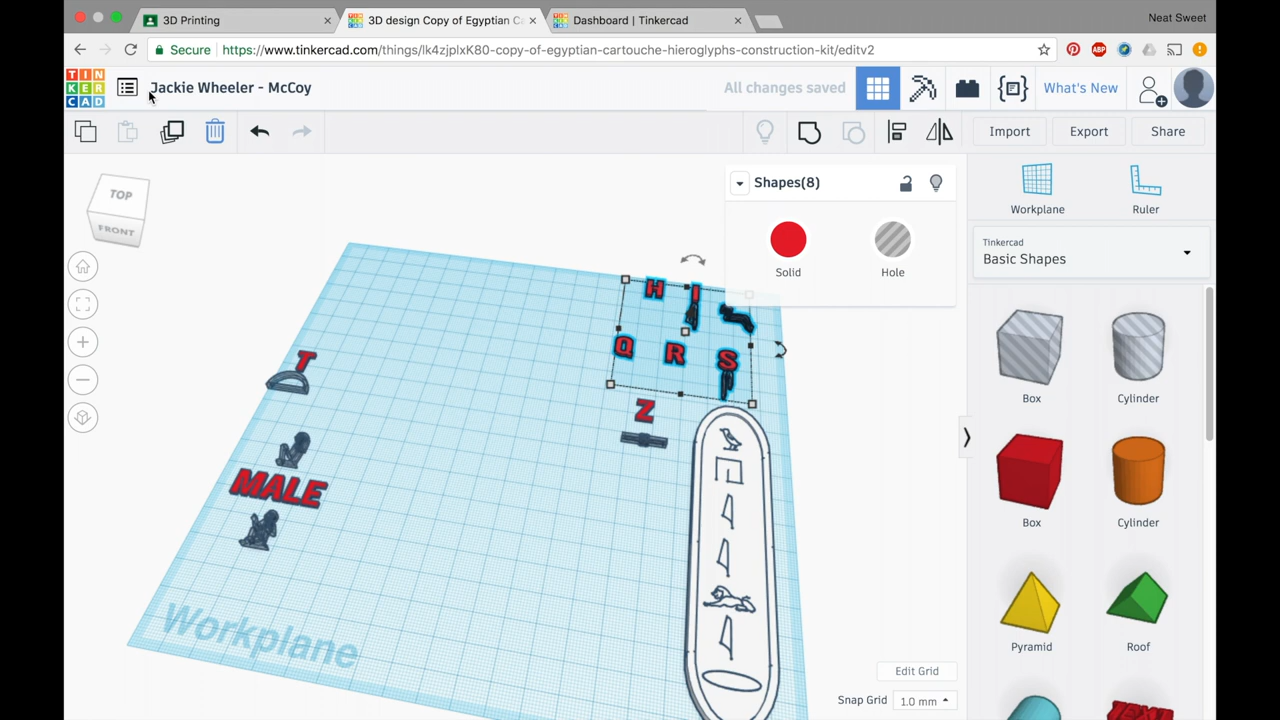 3D Printing
3D design Copy of Egyptian Ca
Dashboard | Tinkercad
Neat Sweet
Secure
https://www.tinkercad.com/things/lk4zjplxK80-copy-of-egyptian-cartouche-hieroglyphs-construction-kit/editv2
ABP
TIN
KER
CAD
Jackie Wheeler - McCoy
All changes saved
What's New
Import
Export
Share
TOP
FRONT
Shapes(8)
Solid
Hole
Workplane
Ruler
Tinkercad
Basic Shapes
Box
Cylinder
Box
Cylinder
Pyramid
Roof
H I
Q R S
T
Z
MALE
Workplane
Edit Grid
Snap Grid
1.0 mm